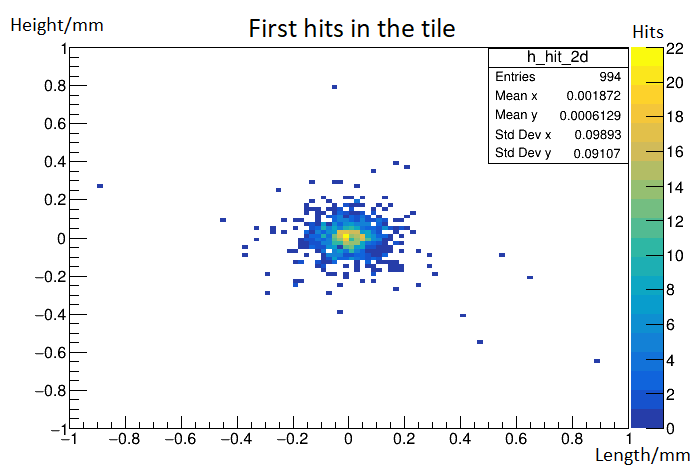 Height/mm
First hits in the tile
Hits
h_hit_2d
Entries 994
Mean x 0.001872
Mean y 0.0006129
Std Dev x 0.09893
Std Dev y 0.09107
1
0.8
0.6
0.4
0.2
0
−0.2
−0.4
−0.6
−0.8
−1
−1 −0.8 −0.6 −0.4 −0.2 0 0.2 0.4 0.6 0.8 1
22
20
18
16
14
12
10
8
6
4
2
0
Length/mm